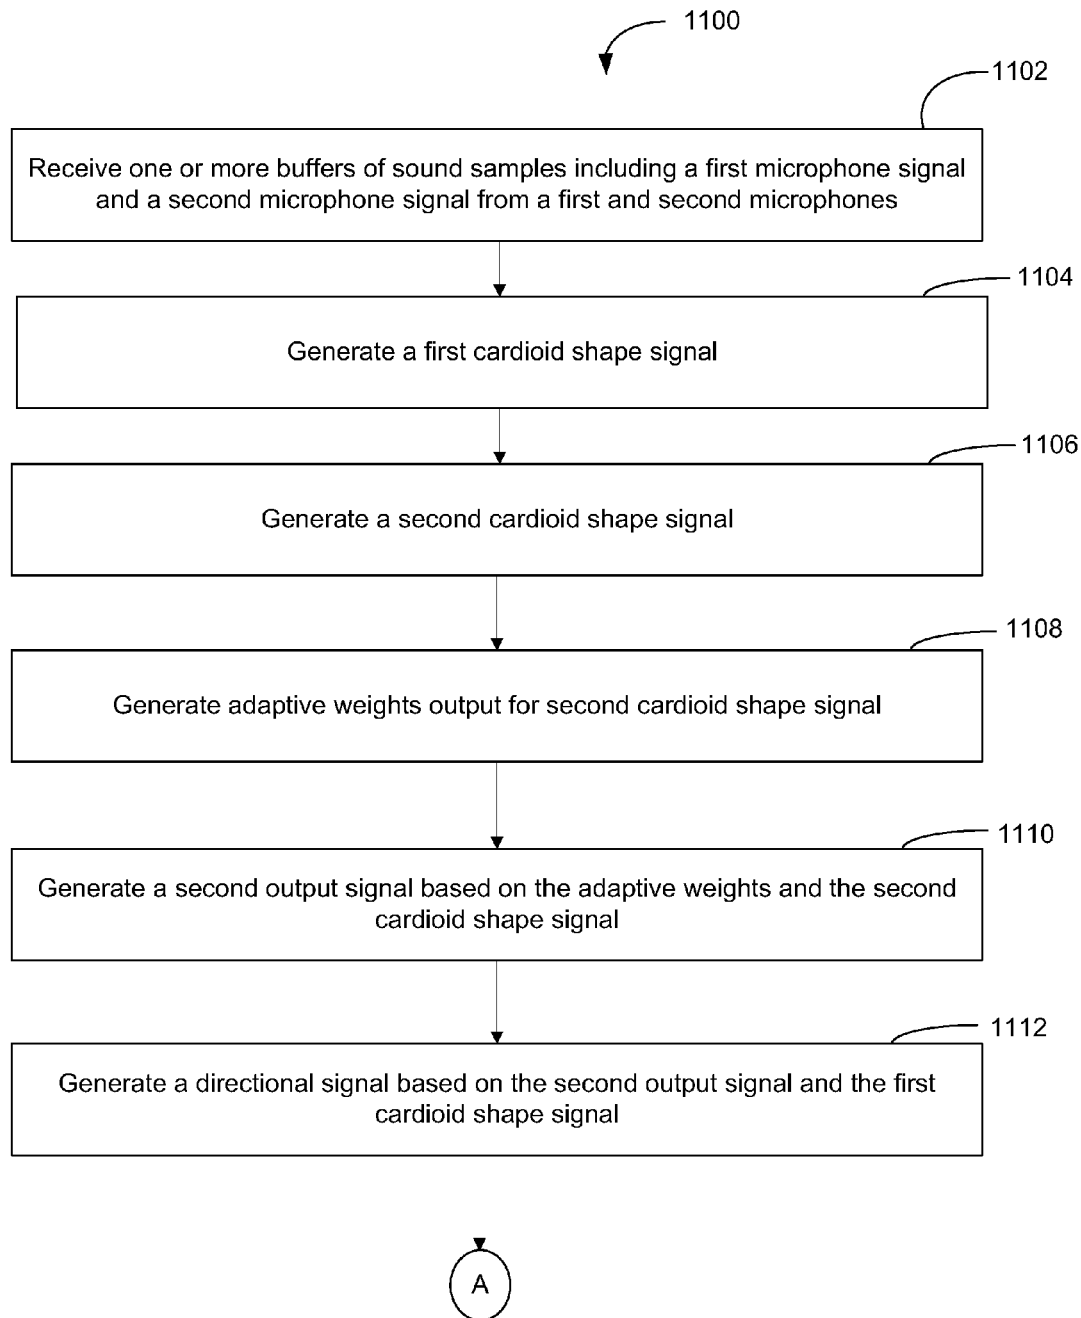 1100
1102
Receive one or more buffers of sound samples including a first microphone signal
and a second microphone signal from a first and second microphones
1104
Generate a first cardioid shape signal
1106
Generate a second cardioid shape signal
1108
Generate adaptive weights output for second cardioid shape signal
1110
Generate a second output signal based on the adaptive weights and the second
cardioid shape signal
1112
Generate a directional signal based on the second output signal and the first
cardioid shape signal
A